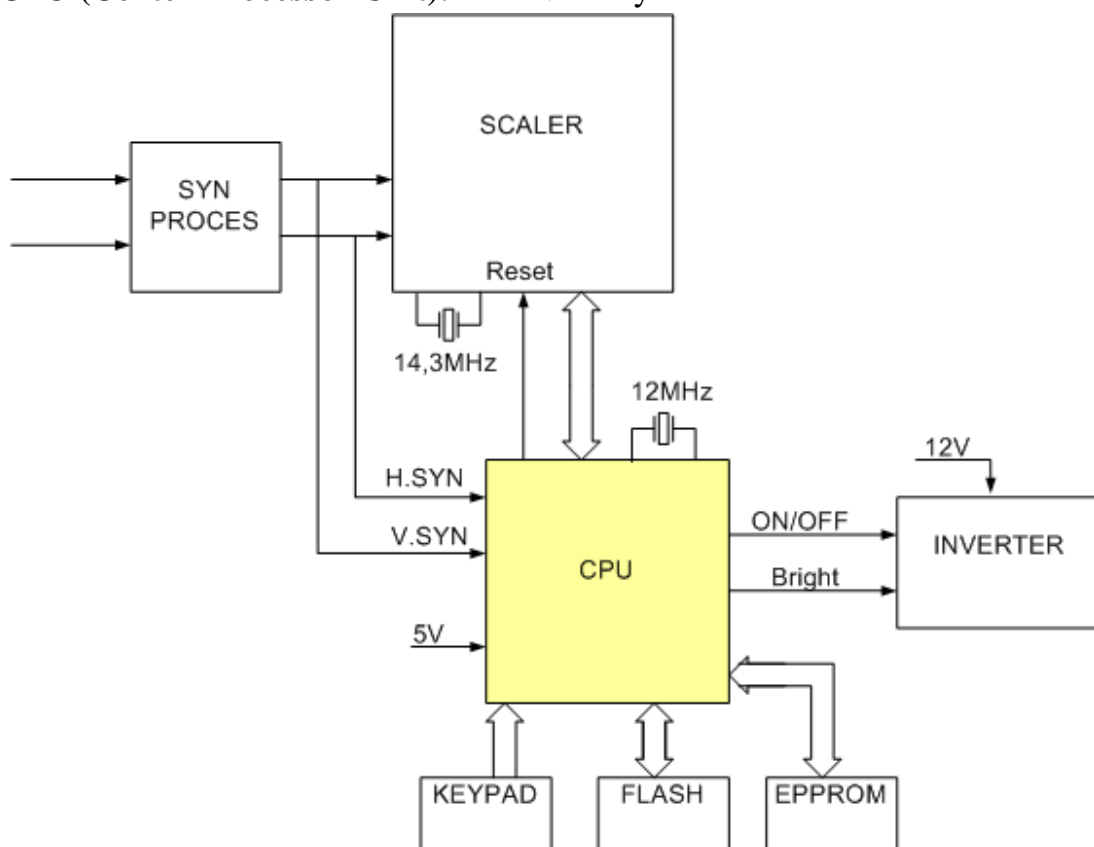 SCALER
SYN
PROCES
Reset
14,3MHz
12MHz
12V
H.SYN
ON/OFF
V.SYN
INVERTER
CPU
Bright
5V
KEYPAD
FLASH
EPPROM